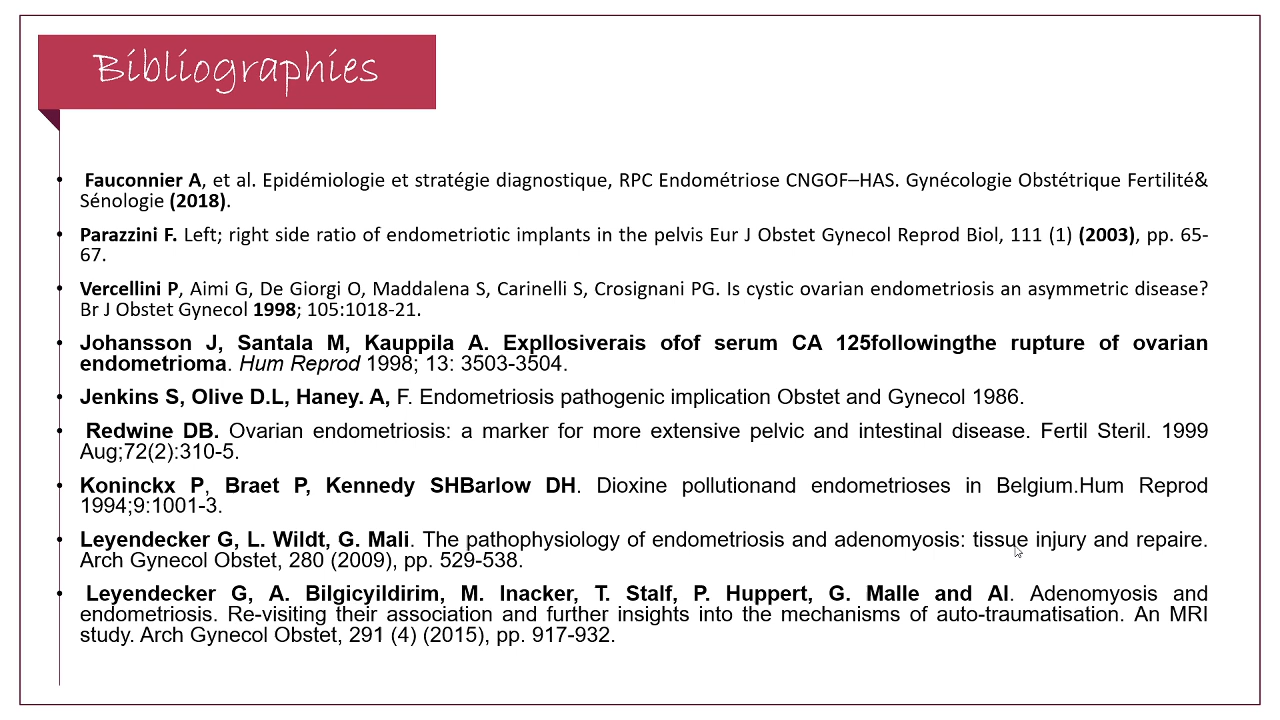 Bibliographies
• Fauconnier A, et al. Epidémiologie et stratégie diagnostique, RPC Endométriose CNGOF–HAS. Gynécologie Obstétrique Fertilité&
Sénologie (2018).
• Parazzini F. Left; right side ratio of endometriotic implants in the pelvis Eur J Obstet Gynecol Reprod Biol, 111 (1) (2003), pp. 65-
67.
• Vercellini P, Aimi G, De Giorgi O, Maddalena S, Carinelli S, Crosignani PG. Is cystic ovarian endometriosis an asymmetric disease?
Br J Obstet Gynecol 1998; 105:1018-21.
• Johansson J, Santala M, Kauppila A. Expllosiverais ofof serum CA 125followingthe rupture of ovarian
endometrioma. Hum Reprod 1998; 13: 3503-3504.
• Jenkins S, Olive D.L, Haney. A, F. Endometriosis pathogenic implication Obstet and Gynecol 1986.
• Redwine DB. Ovarian endometriosis: a marker for more extensive pelvic and intestinal disease. Fertil Steril. 1999
Aug;72(2):310-5.
• Koninckx P, Braet P, Kennedy SHBarlow DH. Dioxine pollutionand endometrioses in Belgium.Hum Reprod
1994;9:1001-3.
• Leyendecker G, L. Wildt, G. Mali. The pathophysiology of endometriosis and adenomyosis: tissue injury and repaire.
Arch Gynecol Obstet, 280 (2009), pp. 529-538.
• Leyendecker G, A. Bilgicyildirim, M. Inacker, T. Stalf, P. Huppert, G. Malle and Al. Adenomyosis and
endometriosis. Re-visiting their association and further insights into the mechanisms of auto-traumatisation. An MRI
study. Arch Gynecol Obstet, 291 (4) (2015), pp. 917-932.